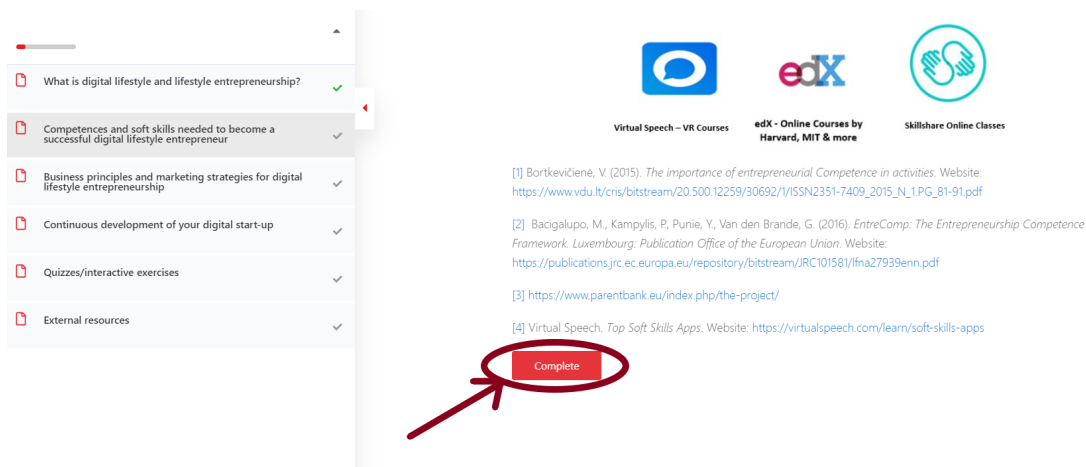 What is digital lifestyle and lifestyle entrepreneurship?
Competences and soft skills needed to become a
successful digital lifestyle entrepreneur
Business principles and marketing strategies for digital
lifestyle entrepreneurship
Continuous development of your digital start-up
Quizzes/interactive exercises
External resources
edX
Virtual Speech – VR Courses
edX - Online Courses by
Harvard, MIT & more
Skillshare Online Classes
[1] Bortkevičienė, V. (2015). The importance of entrepreneurial Competence in activities. Website:
https://www.vdu.lt/cris/bitstream/20.500.12259/30692/1/ISSN2351-7409_2015_N_1.PG_81-91.pdf
[2] Bacigalupo, M., Kampylis, P., Punie, Y., Van den Brande, G. (2016). EntreComp: The Entrepreneurship Competence
Framework. Luxembourg: Publication Office of the European Union. Website:
https://publications.jrc.ec.europa.eu/repository/bitstream/JRC101581/lfna27939enn.pdf
[3] https://www.parentbank.eu/index.php/the-project/
[4] Virtual Speech. Top Soft Skills Apps. Website: https://virtualspeech.com/learn/soft-skills-apps
Complete